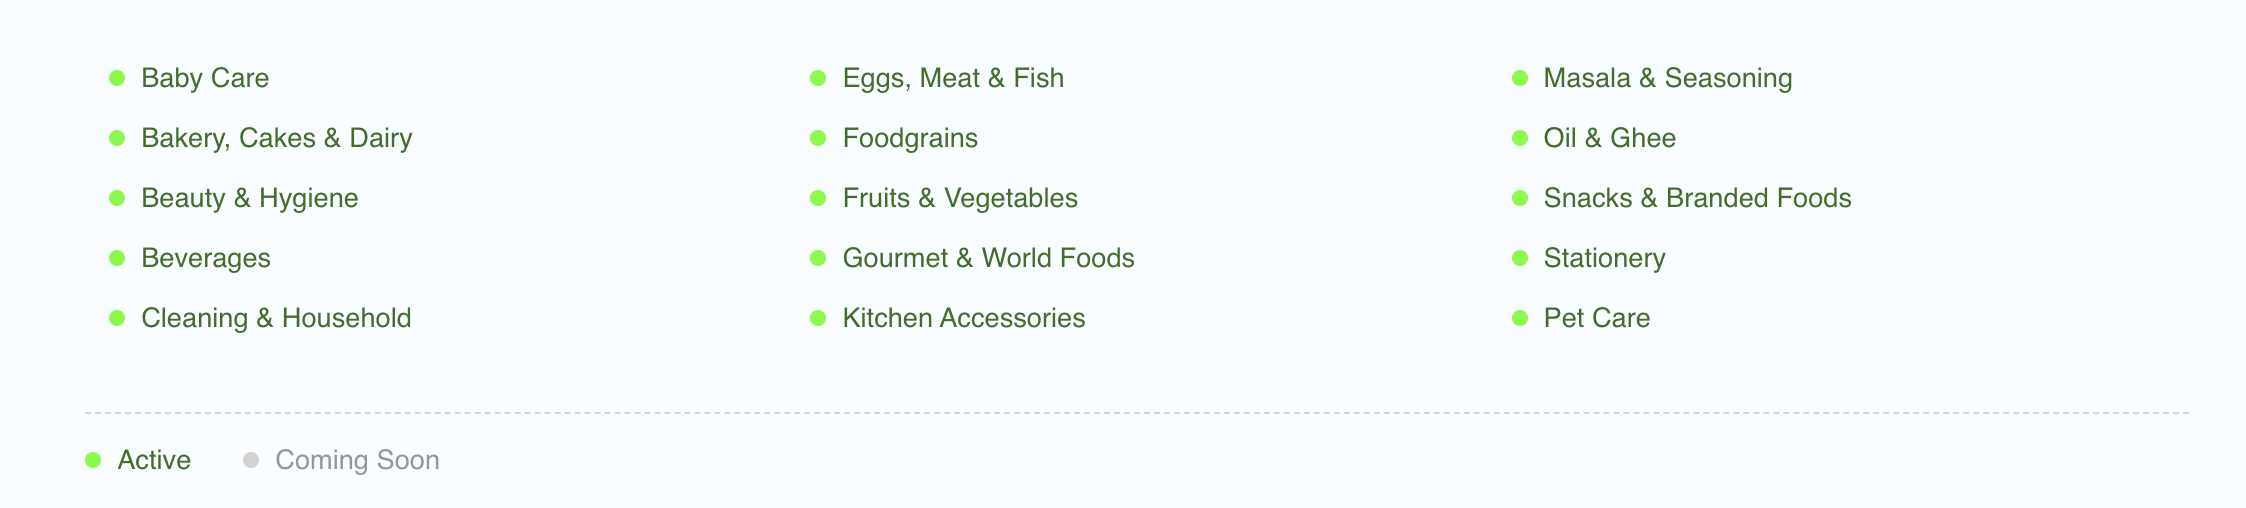 Baby Care
Bakery, Cakes & Dairy
Beauty & Hygiene
Beverages
Cleaning & Household
Eggs, Meat & Fish
Foodgrains
Fruits & Vegetables
Gourmet & World Foods
Kitchen Accessories
Masala & Seasoning
Oil & Ghee
Snacks & Branded Foods
Stationery
Pet Care
Active
Coming Soon